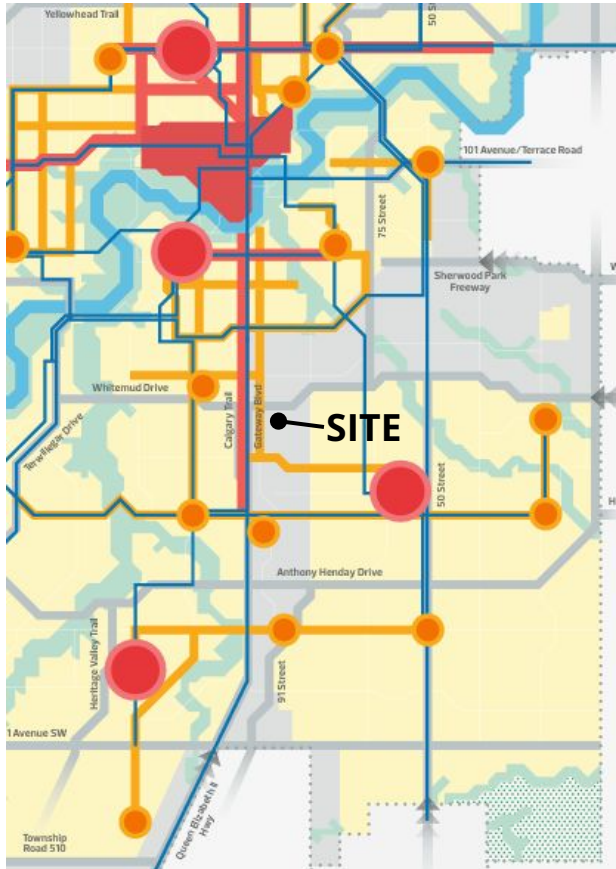 Yellowhead Trail
50 S
101 Avenue/Terrace Road
75 Street
Sherwood Park
Freeway
W
Whitemud Drive
Calgary Trail
Gateway Blvd
SITE
Terwillegar Drive
50 Street
H
Anthony Henday Drive
Heritage Valley Trail
91 Street
1 Avenue SW
Queen Elizabeth II
Hwy
Township
Road 510